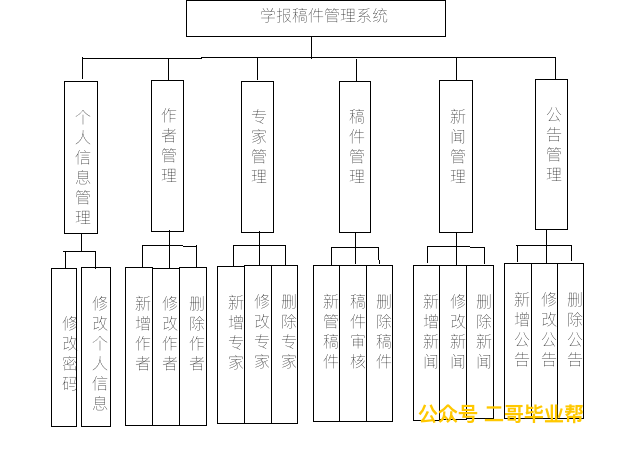 学报稿件管理系统
个人信息管理
作者管理
专家管理
稿件管理
新闻管理
公告管理
修改密码
修改个人信息
新增作者
修改作者
删除作者
新增专家
修改专家
删除专家
新管稿件
稿件审核
删除稿件
新增新闻
修改新闻
删除新闻
新增公告
修改公告
删除公告
公众号 二哥毕业帮